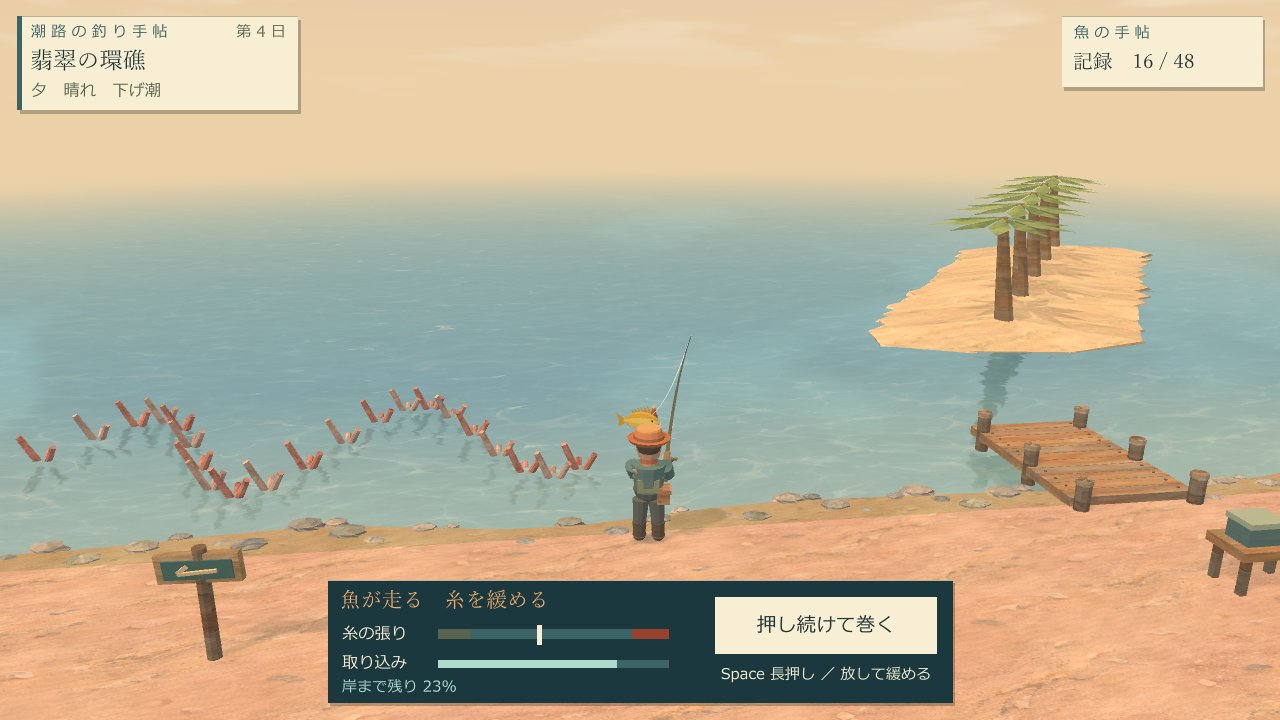 潮路の釣り手帖 第4日
翡翠の環礁
夕 晴れ 下げ潮
魚の手帖
記録 16 / 48
魚が走る 糸を緩める
糸の張り
取り込み
岸まで残り 23%
押し続けて巻く
Space 長押し ／ 放して緩める